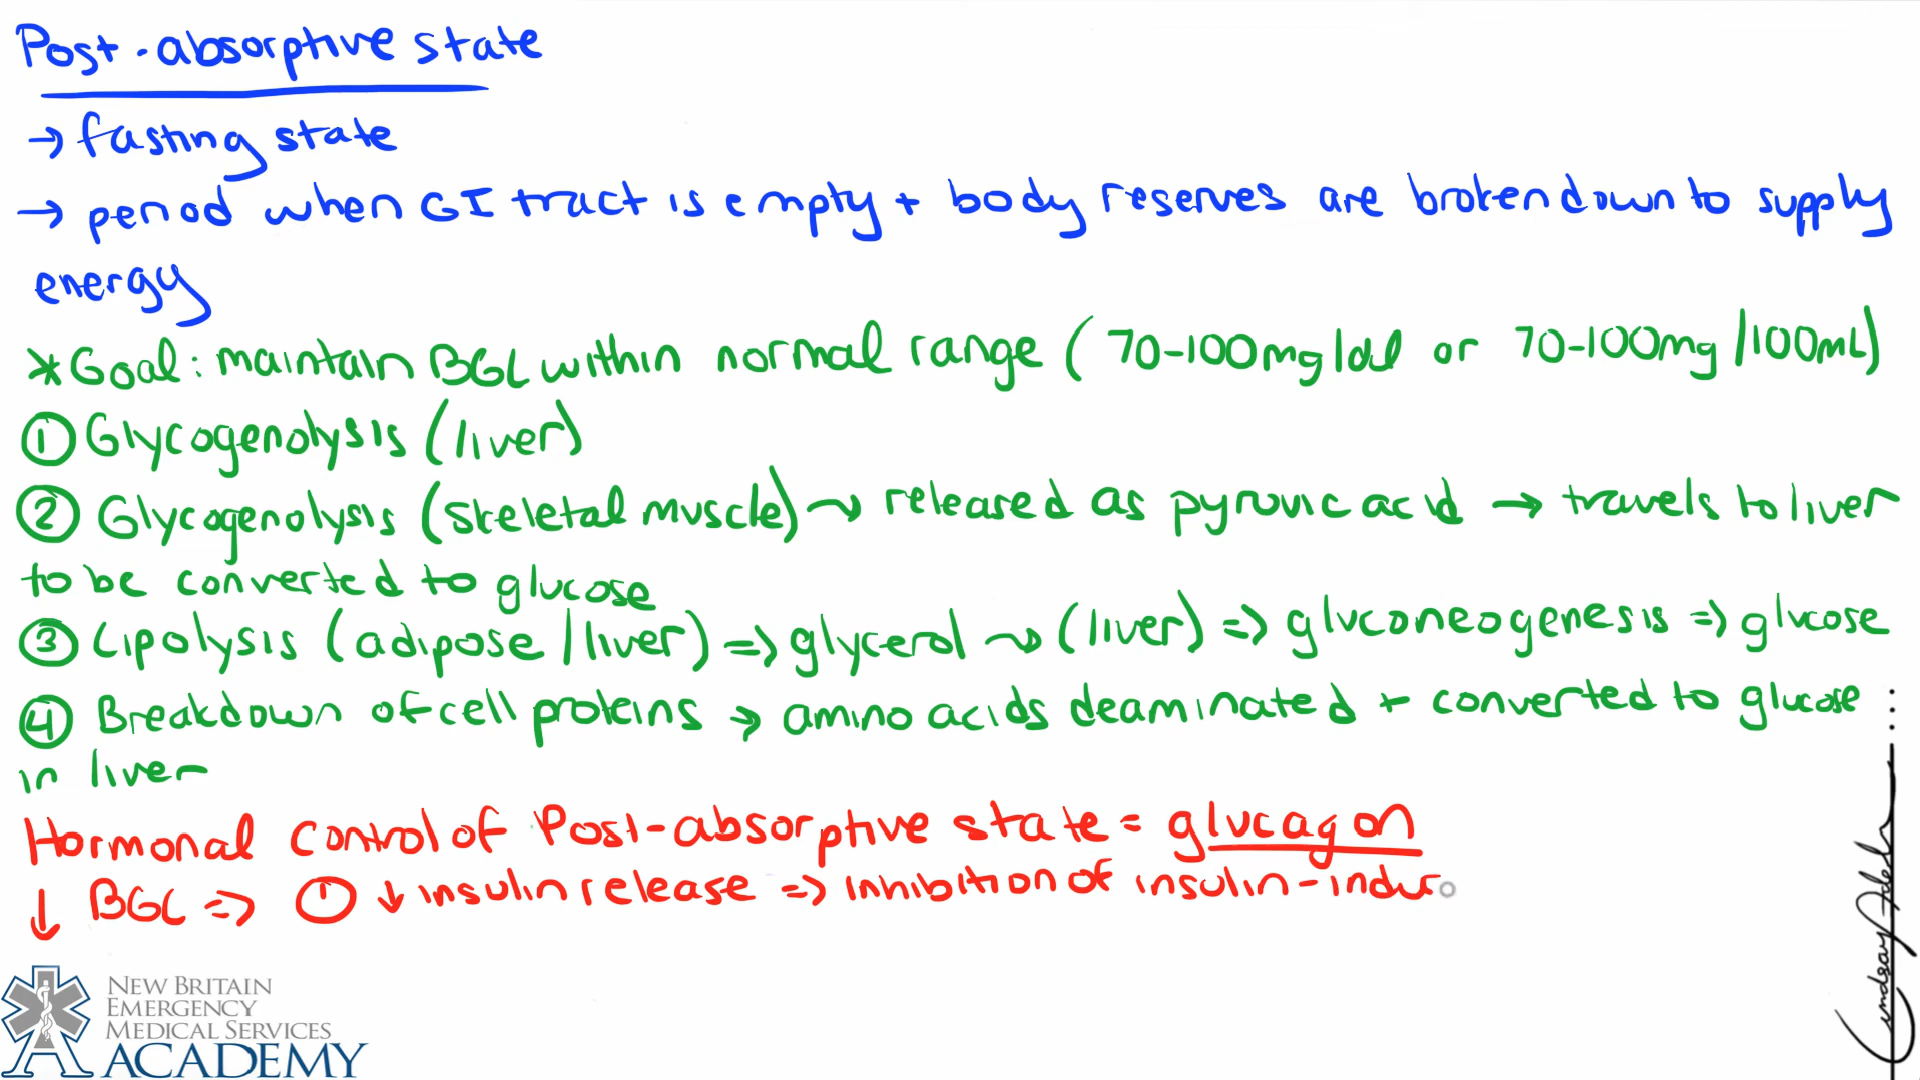 Post-absorptive state
→ fasting state
→ period when GI tract is empty + body reserves are broken down to supply
energy
*Goal: maintain BGL within normal range (70-100mg/dl or 70-100mg/100mL)
① Glycogenolysis (liver)
② Glycogenolysis (skeletal muscle) → released as pyruvic acid → travels to liver
to be converted to glucose
③ Lipolysis (adipose/liver) => glycerol → (liver) => gluconeogenesis => glucose
④ Breakdown of cell proteins → amino acids deaminated + converted to glucose
in liver
Hormonal control of Post-absorptive state = glucagon
↓ BGL => ① ↓ insulin release => inhibition of insulin-induc
Lindsay Adeln
NEW BRITAIN
EMERGENCY
MEDICAL SERVICES
ACADEMY